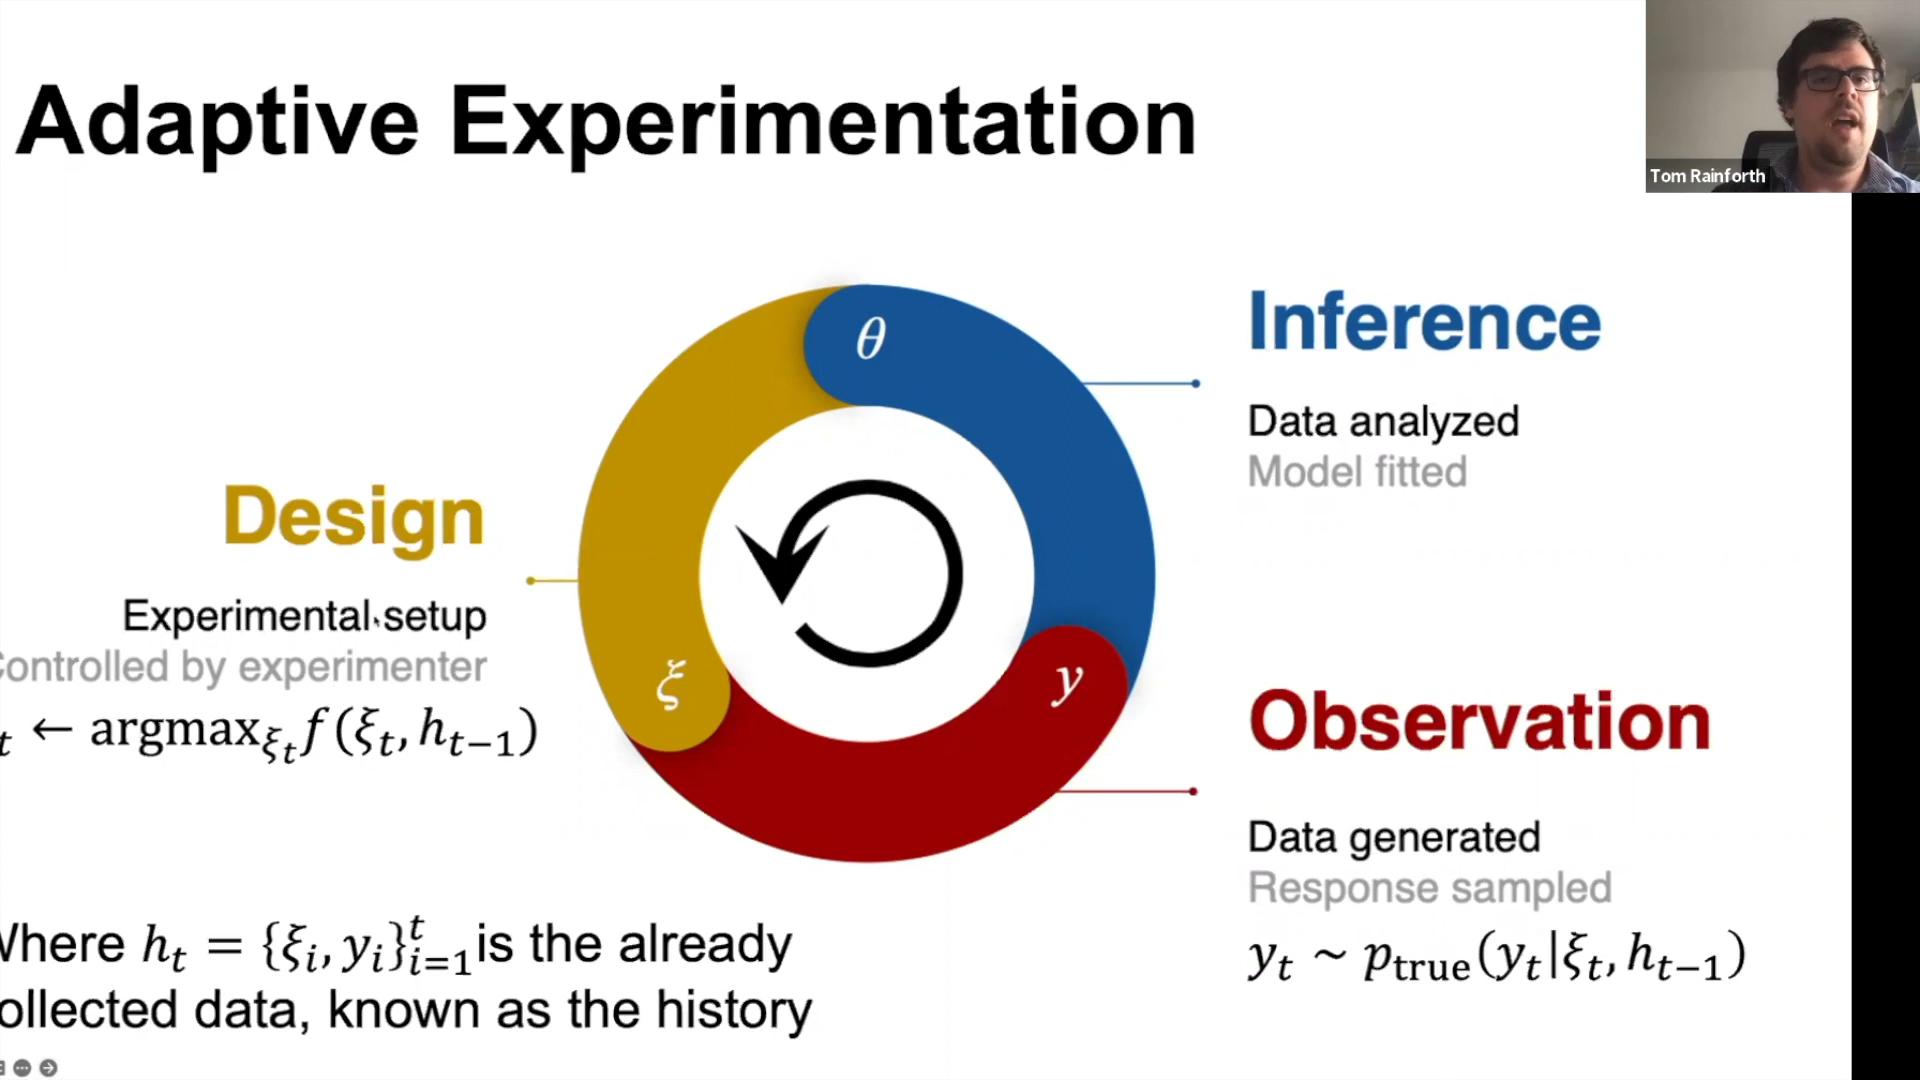 Adaptive Experimentation
Tom Rainforth
θ
Inference
Data analyzed
Model fitted
Design
Experimental setup
ontrolled by experimenter
t ← argmax_{ξ_t} f(ξ_t, h_{t−1})
ξ
y
Observation
Data generated
Response sampled
y_t ~ p_true(y_t|ξ_t, h_{t−1})
Where h_t = {ξ_i, y_i}_{i=1}^t is the already
ollected data, known as the history